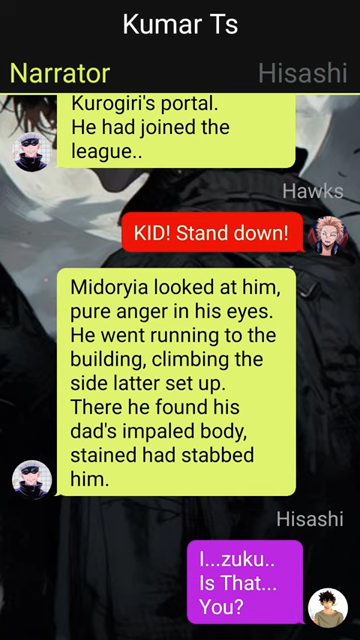 Kumar Ts
Narrator
Hisashi
Kurogiri's portal.
He had joined the
league..
Hawks
KID! Stand down!
Midoryia looked at him,
pure anger in his eyes.
He went running to the
building, climbing the
side latter set up.
There he found his
dad's impaled body,
stained had stabbed
him.
Hisashi
I...zuku..
Is That...
You?